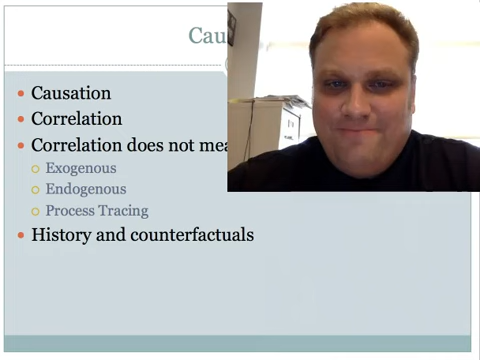 Cau
Causation
Correlation
Correlation does not mea
Exogenous
Endogenous
Process Tracing
History and counterfactuals